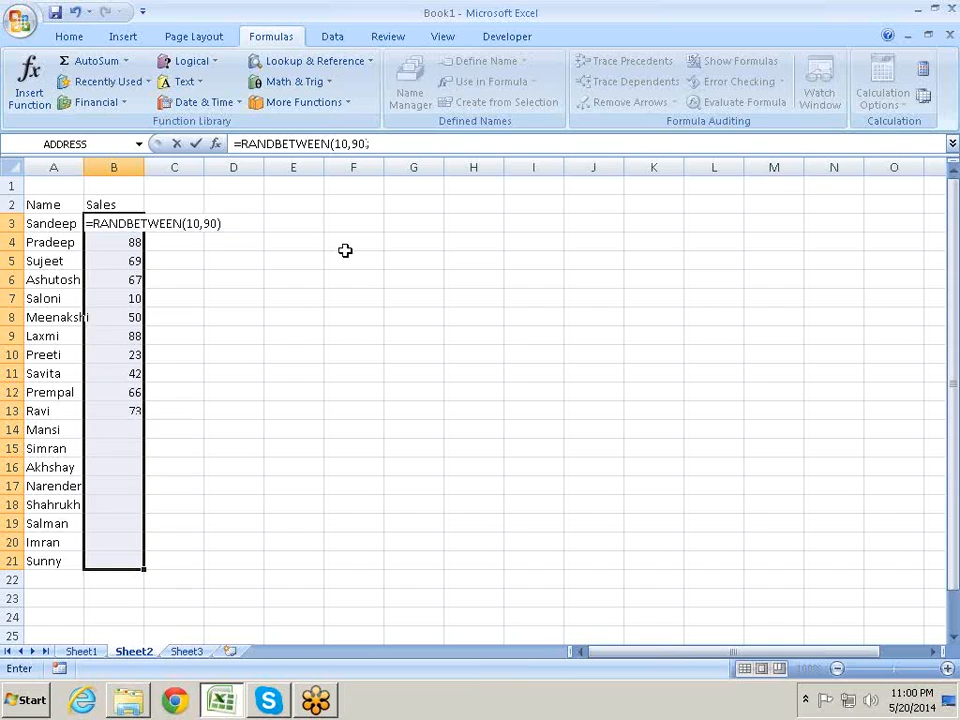 Book1 - Microsoft Excel
Home Insert Page Layout Formulas Data Review View Developer
Σ AutoSum Logical Lookup & Reference Define Name Trace Precedents Show Formulas
fx Insert Function Recently Used Text Math & Trig Name Manager Use in Formula Trace Dependents Error Checking Watch Window Calculation Options
Financial Date & Time More Functions Create from Selection Remove Arrows Evaluate Formula
Function Library Defined Names Formula Auditing Calculation
ADDRESS fx =RANDBETWEEN(10,90)
A B C D E F G H I J K L M N O
1
2 Name Sales
3 Sandeep =RANDBETWEEN(10,90)
4 Pradeep 88
5 Sujeet 69
6 Ashutosh 67
7 Saloni 10
8 Meenakshi 50
9 Laxmi 88
10 Preeti 23
11 Savita 42
12 Prempal 66
13 Ravi 73
14 Mansi
15 Simran
16 Akhshay
17 Narender
18 Shahrukh
19 Salman
20 Imran
21 Sunny
22
23
24
25
Sheet1 Sheet2 Sheet3
Enter 100%
Start 11:00 PM
5/20/2014